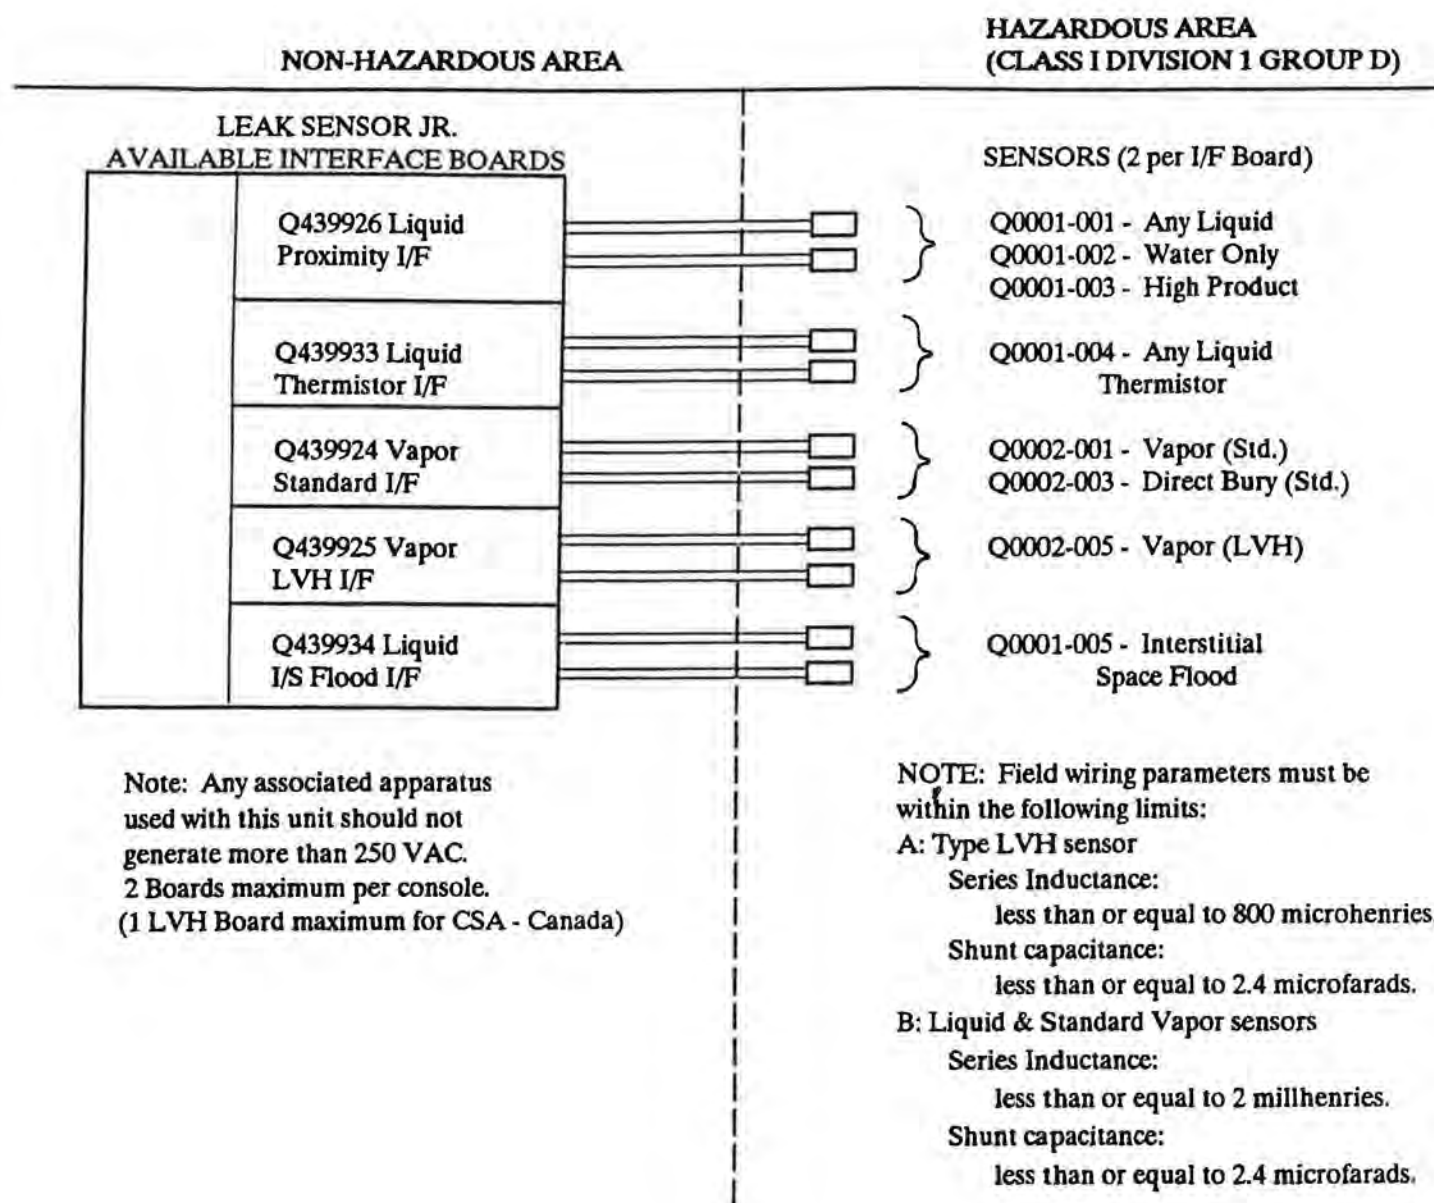 NON-HAZARDOUS AREA
HAZARDOUS AREA
(CLASS I DIVISION 1 GROUP D)
LEAK SENSOR JR.
AVAILABLE INTERFACE BOARDS
Q439926 Liquid
Proximity I/F
Q439933 Liquid
Thermistor I/F
Q439924 Vapor
Standard I/F
Q439925 Vapor
LVH I/F
Q439934 Liquid
I/S Flood I/F
SENSORS (2 per I/F Board)
Q0001-001 - Any Liquid
Q0001-002 - Water Only
Q0001-003 - High Product
Q0001-004 - Any Liquid
Thermistor
Q0002-001 - Vapor (Std.)
Q0002-003 - Direct Bury (Std.)
Q0002-005 - Vapor (LVH)
Q0001-005 - Interstitial
Space Flood
Note: Any associated apparatus
used with this unit should not
generate more than 250 VAC.
2 Boards maximum per console.
(1 LVH Board maximum for CSA - Canada)
NOTE: Field wiring parameters must be
within the following limits:
A: Type LVH sensor
Series Inductance:
less than or equal to 800 microhenries
Shunt capacitance:
less than or equal to 2.4 microfarads.
B: Liquid & Standard Vapor sensors
Series Inductance:
less than or equal to 2 millhenries.
Shunt capacitance:
less than or equal to 2.4 microfarads.